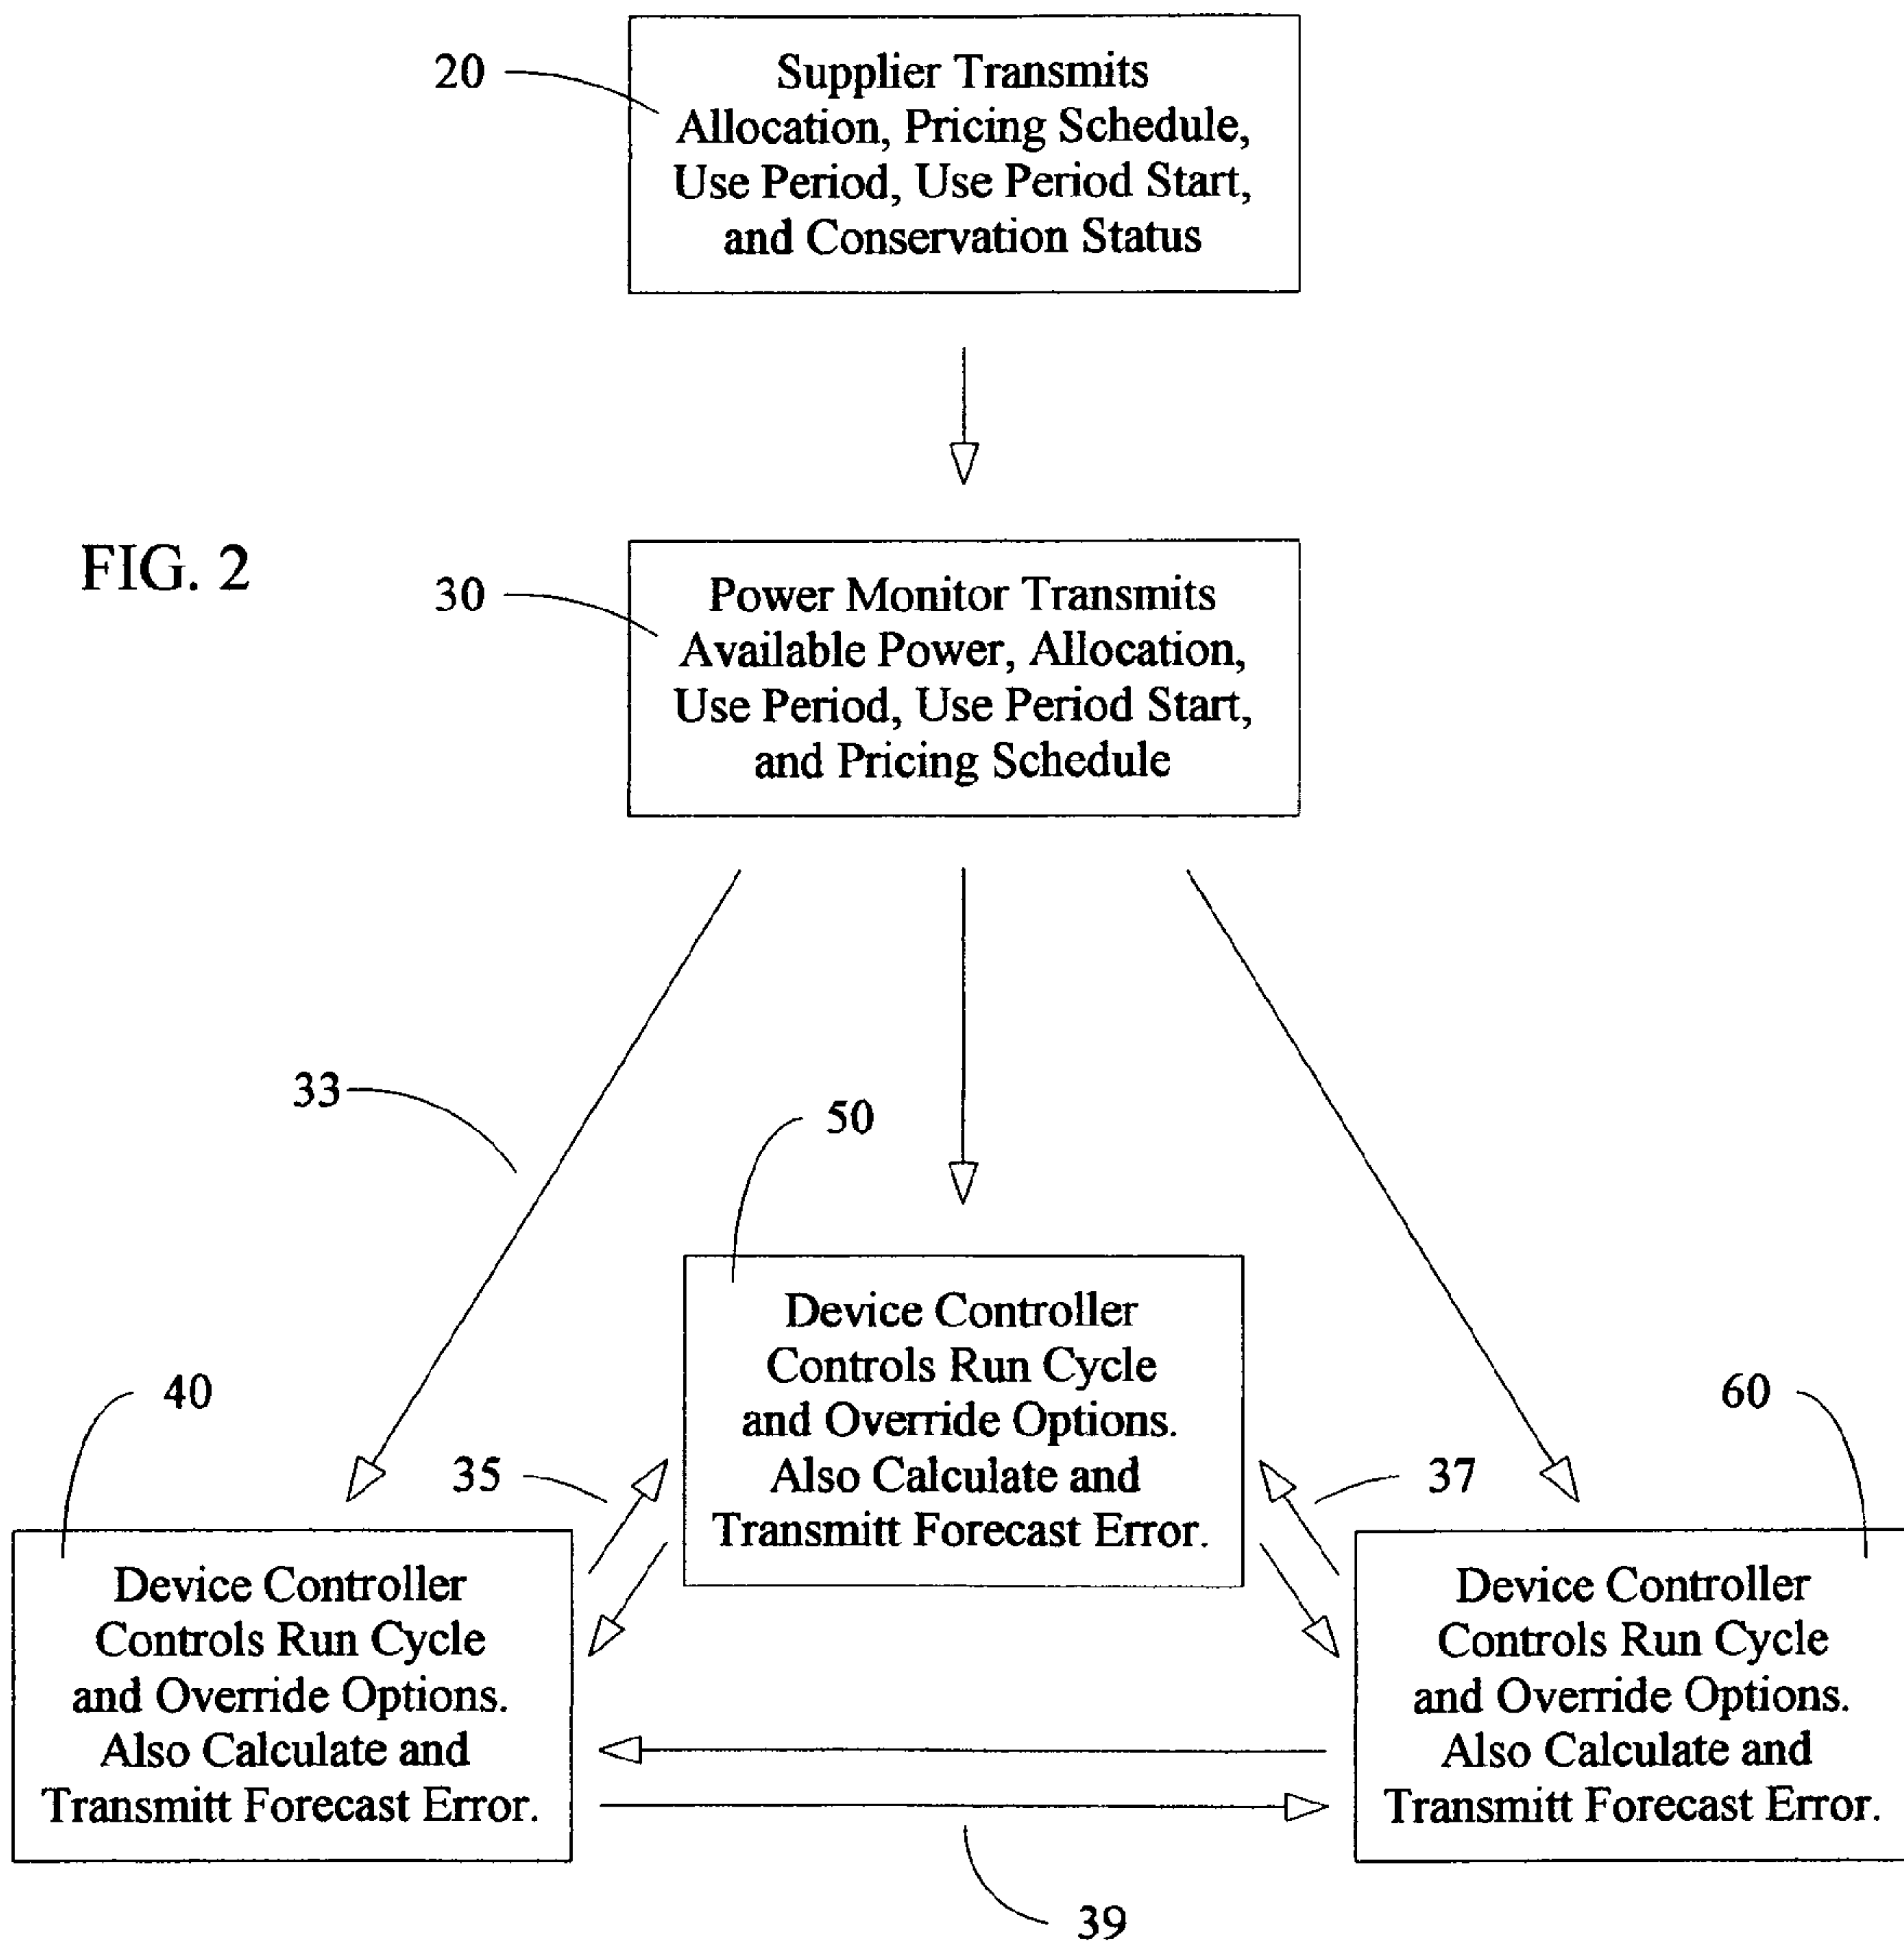 20
Supplier Transmits
Allocation, Pricing Schedule,
Use Period, Use Period Start,
and Conservation Status
FIG. 2
30
Power Monitor Transmits
Available Power, Allocation,
Use Period, Use Period Start,
and Pricing Schedule
33
50
Device Controller
Controls Run Cycle
and Override Options.
Also Calculate and
Transmitt Forecast Error.
40
35
37
60
Device Controller
Controls Run Cycle
and Override Options.
Also Calculate and
Transmitt Forecast Error.
Device Controller
Controls Run Cycle
and Override Options.
Also Calculate and
Transmitt Forecast Error.
39